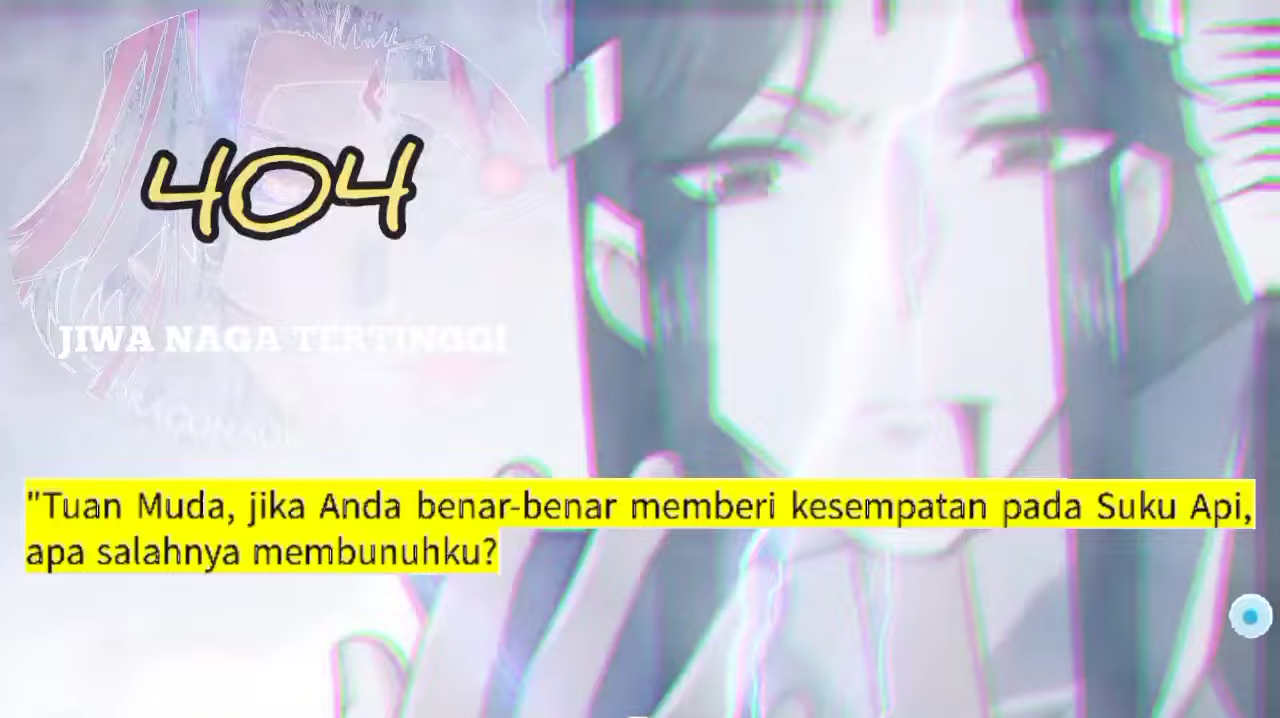 404
JIWA NAGA TERTINGGI
"Tuan Muda, jika Anda benar-benar memberi kesempatan pada Suku Api,
apa salahnya membunuhku?